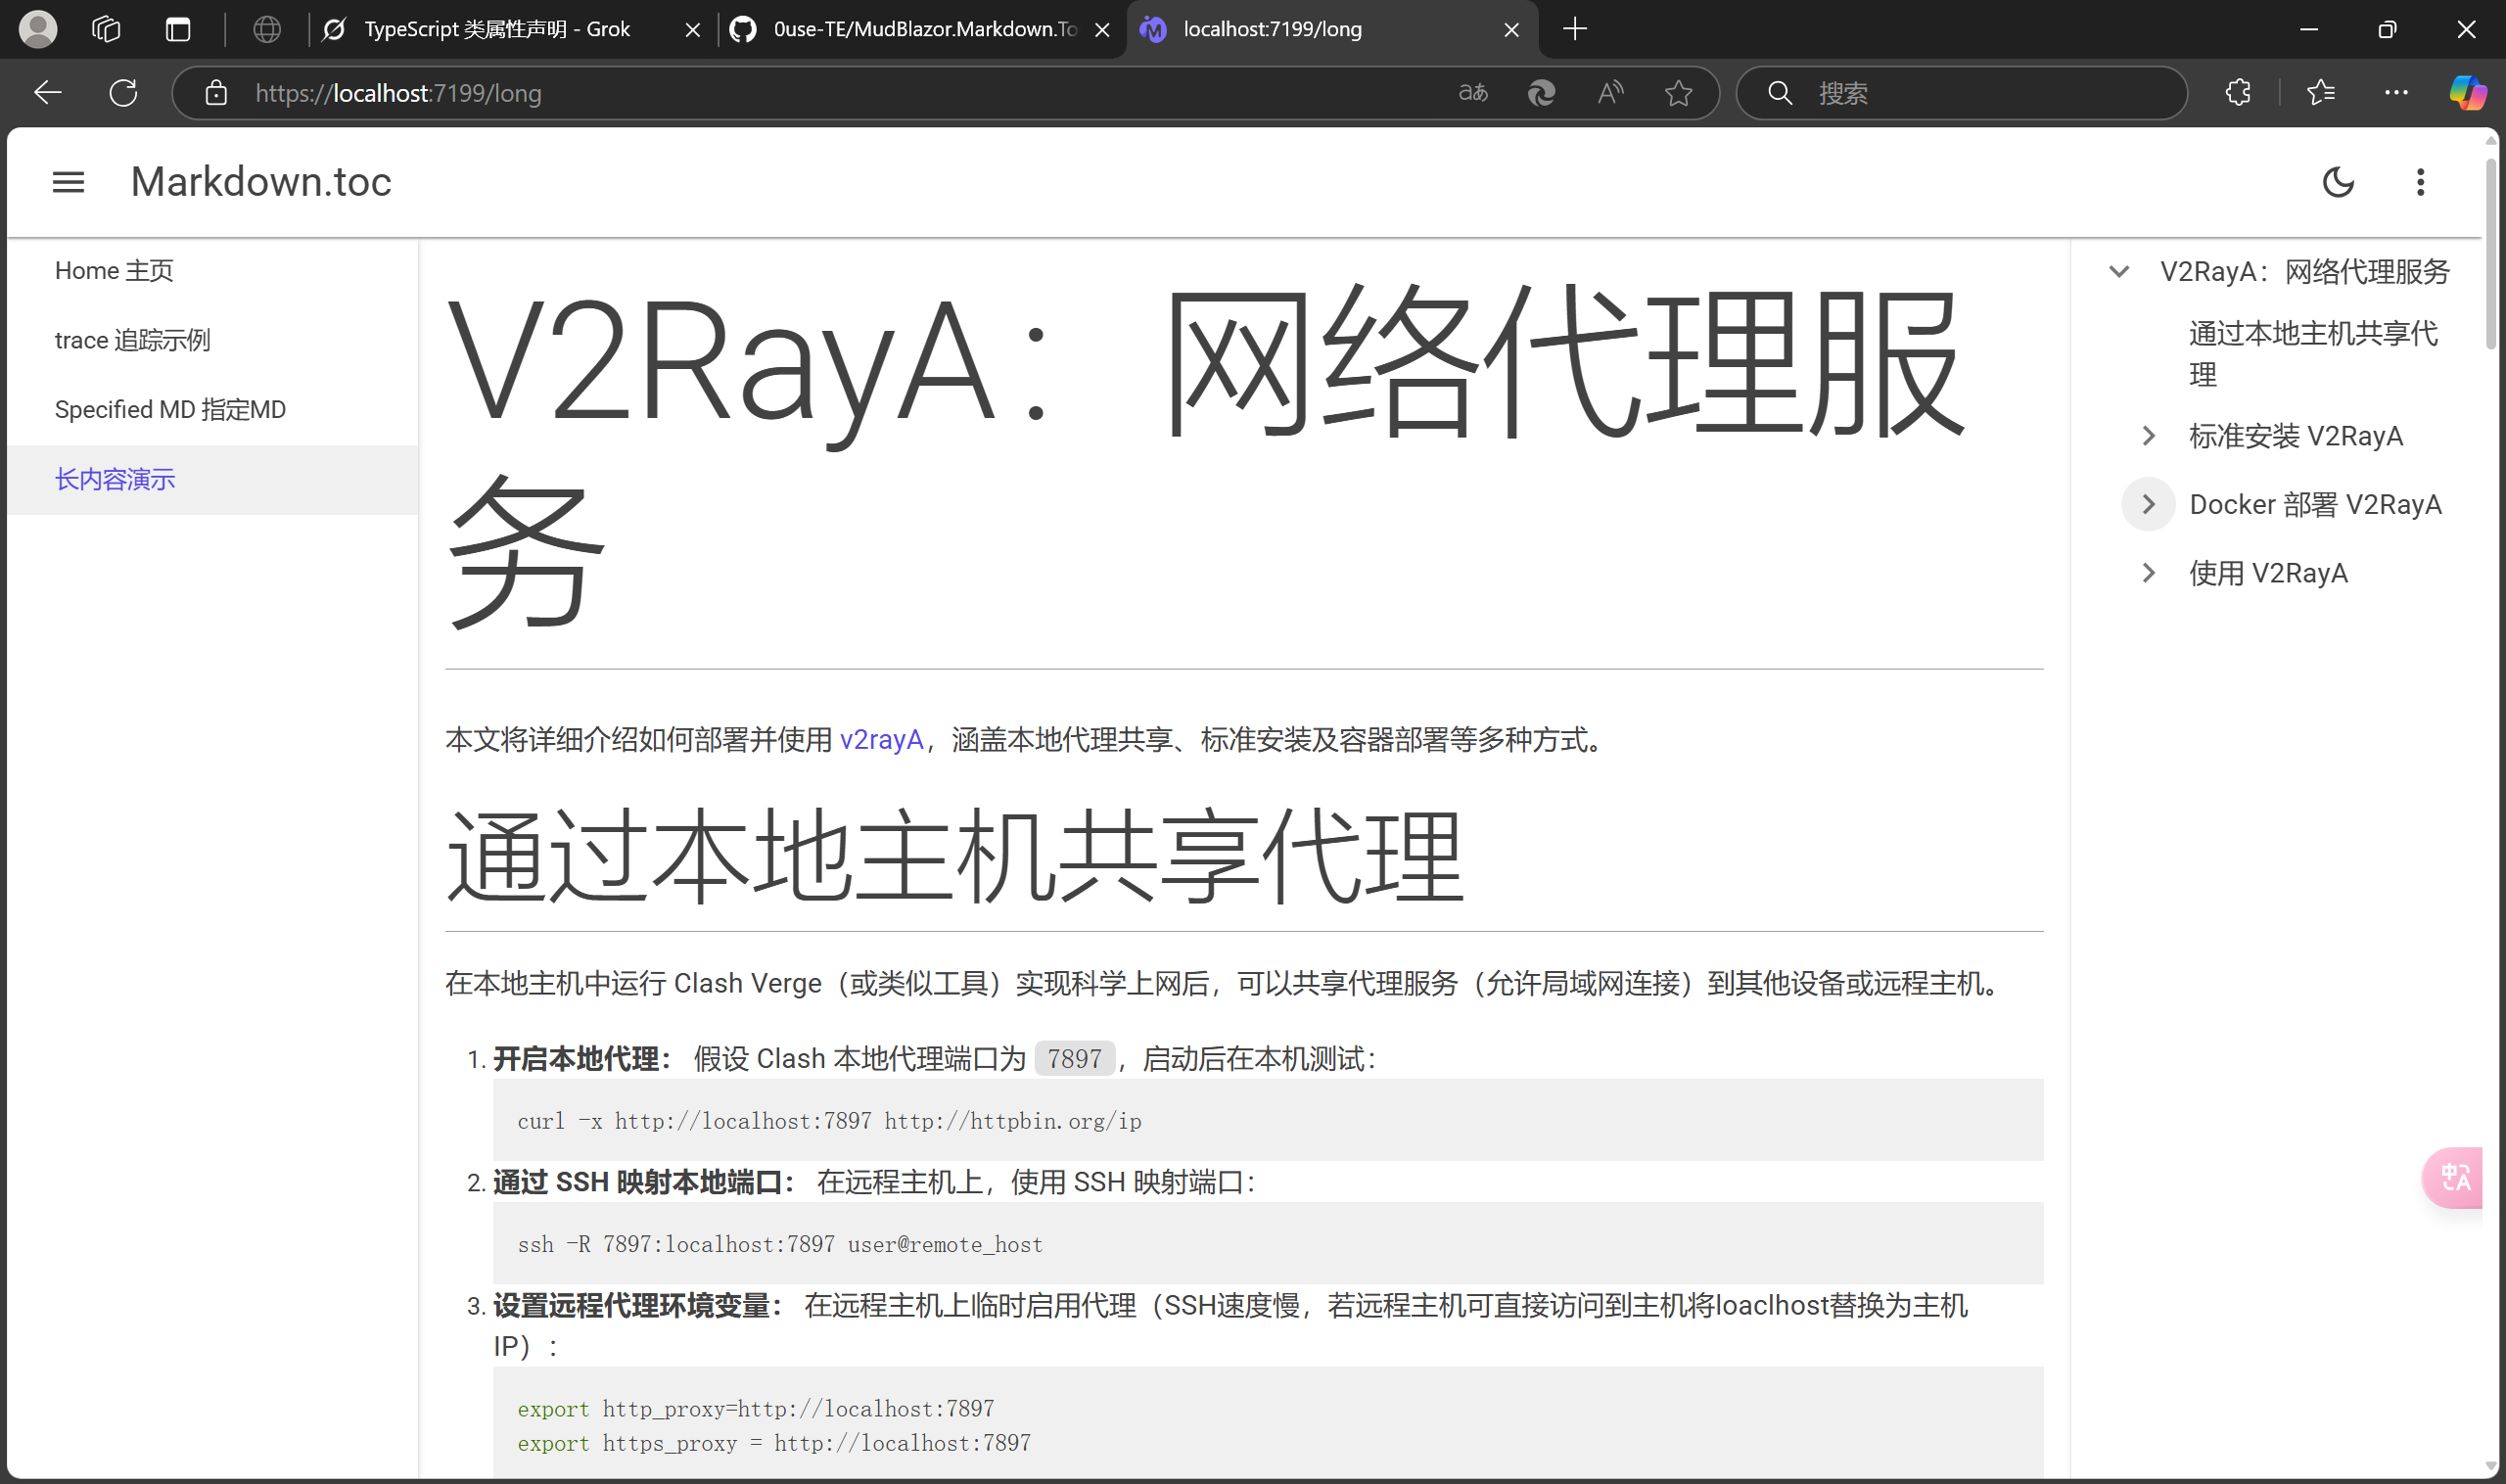 TypeScript 类属性声明 - Grok
0use-TE/MudBlazor.Markdown.To
localhost:7199/long
https://localhost:7199/long
搜索
Markdown.toc
Home 主页
trace 追踪示例
Specified MD 指定MD
长内容演示
V2RayA：网络代理服
务
本文将详细介绍如何部署并使用 v2rayA，涵盖本地代理共享、标准安装及容器部署等多种方式。
通过本地主机共享代理
在本地主机中运行 Clash Verge（或类似工具）实现科学上网后，可以共享代理服务（允许局域网连接）到其他设备或远程主机。
1. 开启本地代理： 假设 Clash 本地代理端口为 7897，启动后在本机测试：
curl -x http://localhost:7897 http://httpbin.org/ip
2. 通过 SSH 映射本地端口： 在远程主机上，使用 SSH 映射端口：
ssh -R 7897:localhost:7897 user@remote_host
3. 设置远程代理环境变量： 在远程主机上临时启用代理（SSH速度慢，若远程主机可直接访问到主机将loaclhost替换为主机
IP）：
export http_proxy=http://localhost:7897
export https_proxy = http://localhost:7897
V2RayA：网络代理服务
通过本地主机共享代
理
标准安装 V2RayA
Docker 部署 V2RayA
使用 V2RayA